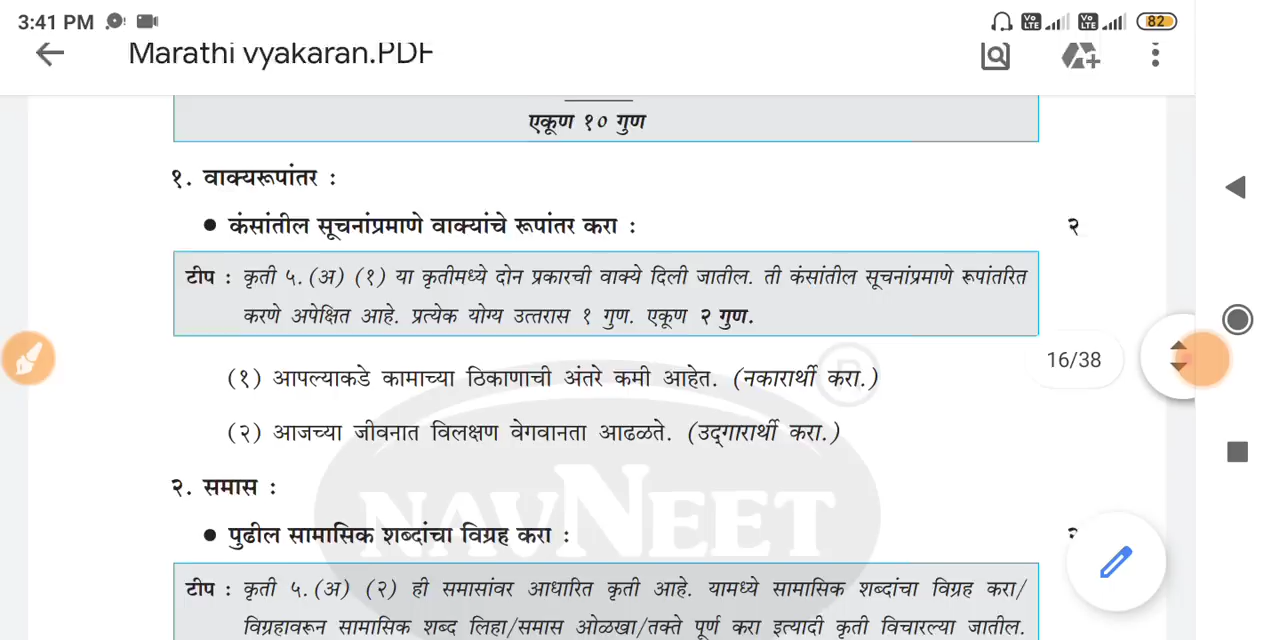 3:41 PM
Vo LTE Vo LTE 82
Marathi vyakaran.PDF
एकूण १० गुण
१. वाक्यरूपांतर :
● कंसांतील सूचनांप्रमाणे वाक्यांचे रूपांतर करा : २
टीप : कृती ५. (अ) (१) या कृतीमध्ये दोन प्रकारची वाक्ये दिली जातील. ती कंसांतील सूचनांप्रमाणे रूपांतरित
करणे अपेक्षित आहे. प्रत्येक योग्य उत्तरास १ गुण. एकूण २ गुण.
16/38
(१) आपल्याकडे कामाच्या ठिकाणाची अंतरे कमी आहेत. (नकारार्थी करा.)
(२) आजच्या जीवनात विलक्षण वेगवानता आढळते. (उद्‌गारार्थी करा.)
२. समास :
NAVNEET
● पुढील सामासिक शब्दांचा विग्रह करा :
टीप : कृती ५. (अ) (२) ही समासांवर आधारित कृती आहे. यामध्ये सामासिक शब्दांचा विग्रह करा/
विग्रहावरून सामासिक शब्द लिहा/समास ओळखा/तक्ते पूर्ण करा इत्यादी कृती विचारल्या जातील.